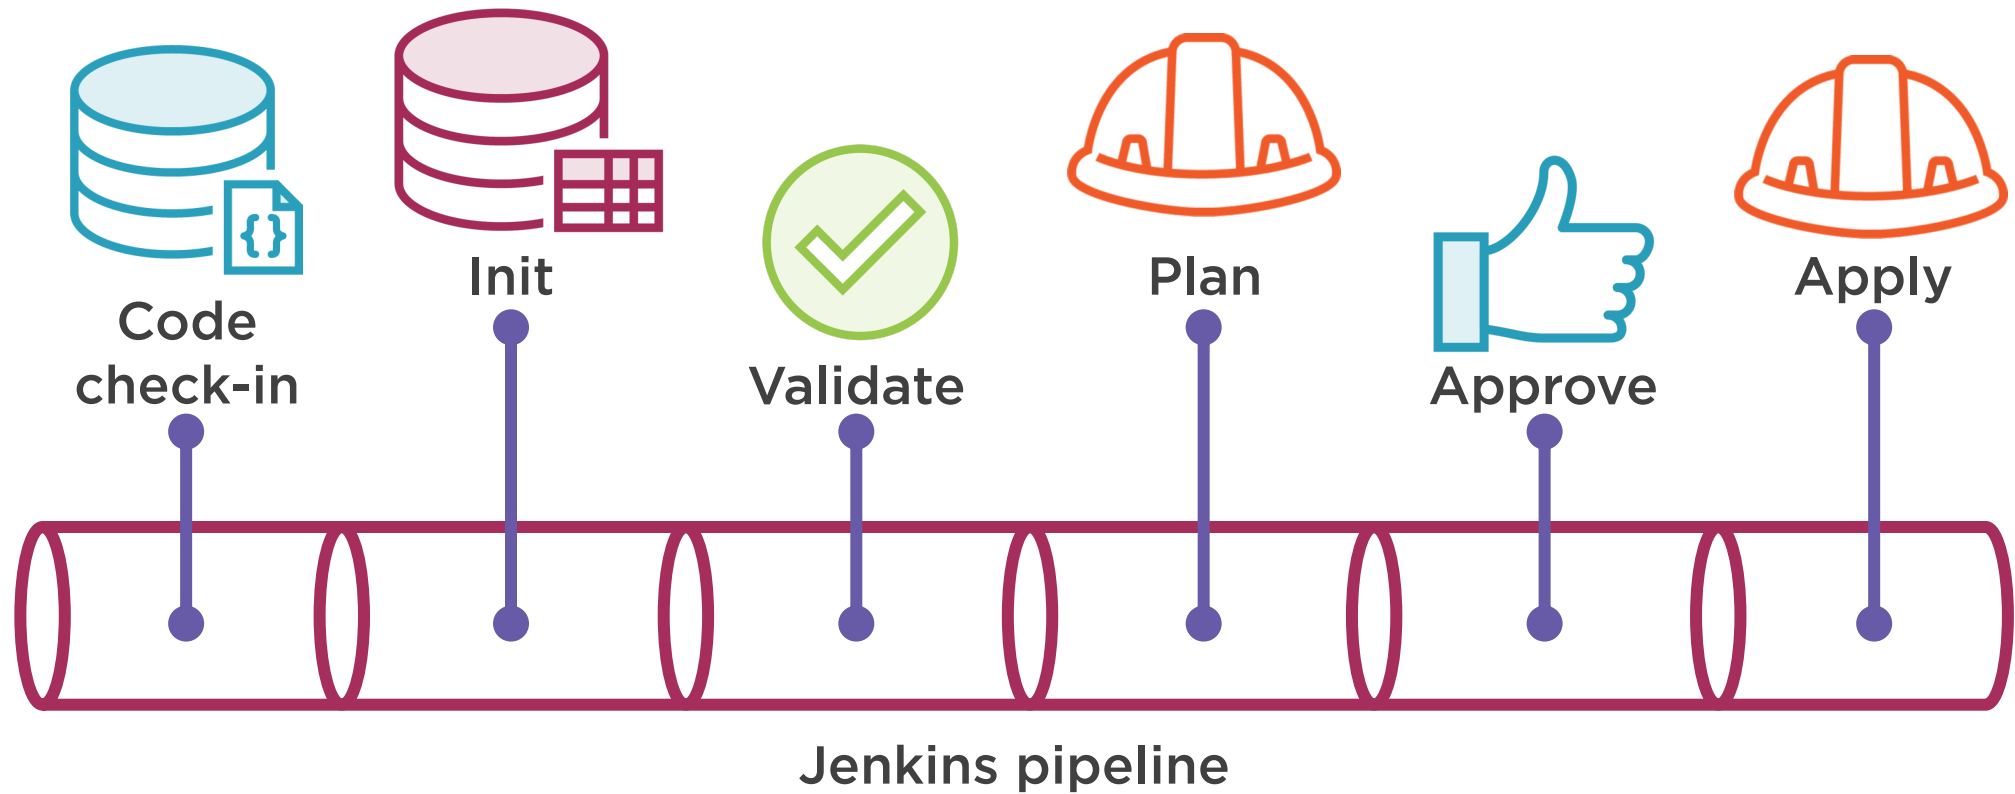 Code
check-in
Init
Validate
Plan
Approve
Apply
{}
Jenkins pipeline